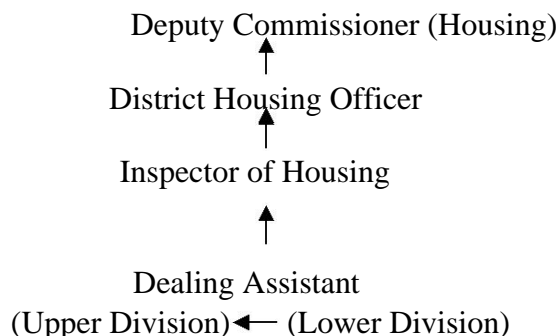 Deputy Commissioner (Housing)
District Housing Officer
Inspector of Housing
Dealing Assistant
(Upper Division) (Lower Division)